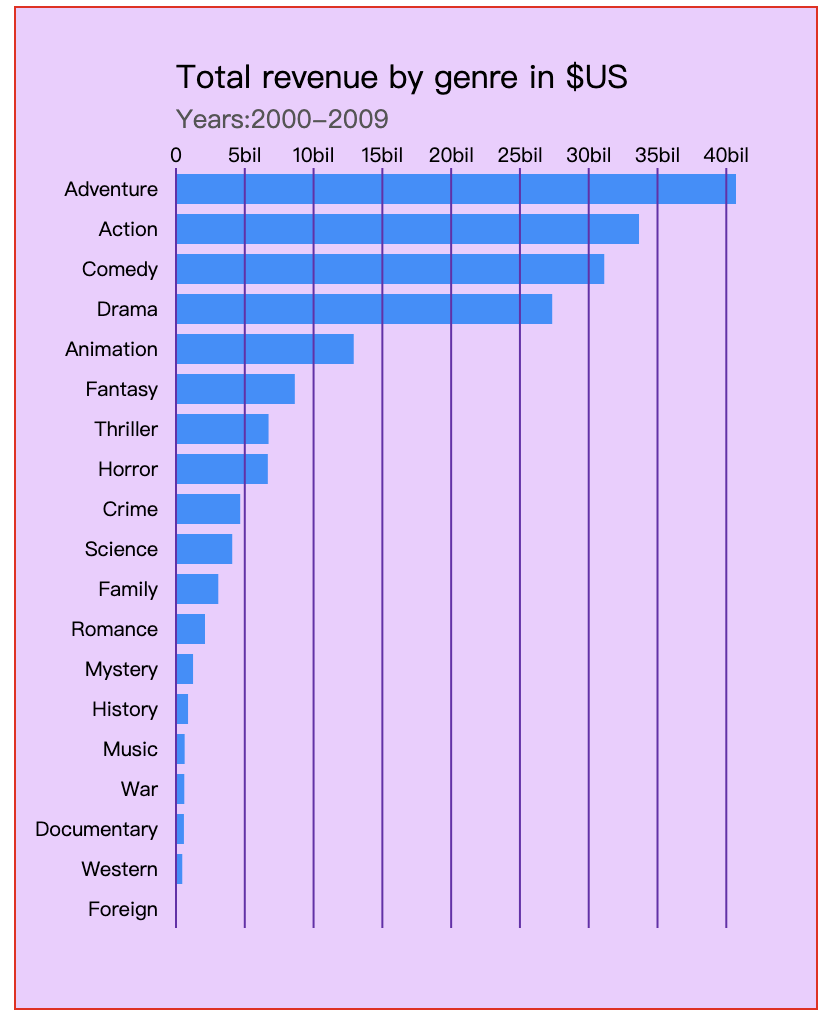 Total revenue by genre in $US
Years:2000–2009
0 5bil 10bil 15bil 20bil 25bil 30bil 35bil 40bil
Adventure
Action
Comedy
Drama
Animation
Fantasy
Thriller
Horror
Crime
Science
Family
Romance
Mystery
History
Music
War
Documentary
Western
Foreign